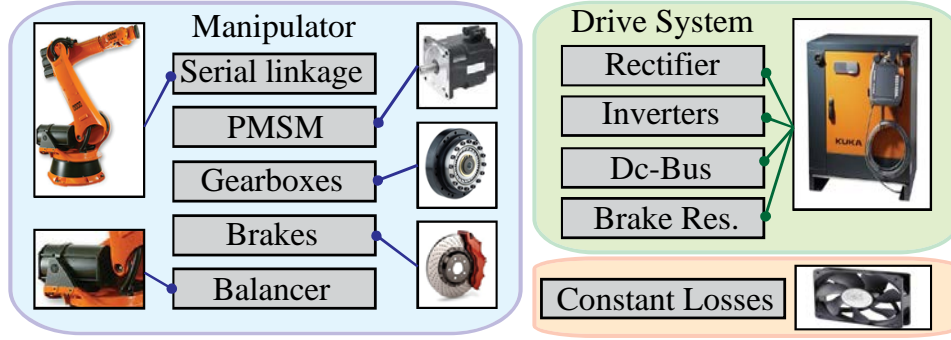 Manipulator
Serial linkage
PMSM
Gearboxes
Brakes
Balancer
Drive System
Rectifier
Inverters
Dc-Bus
Brake Res.
KUKA
Constant Losses